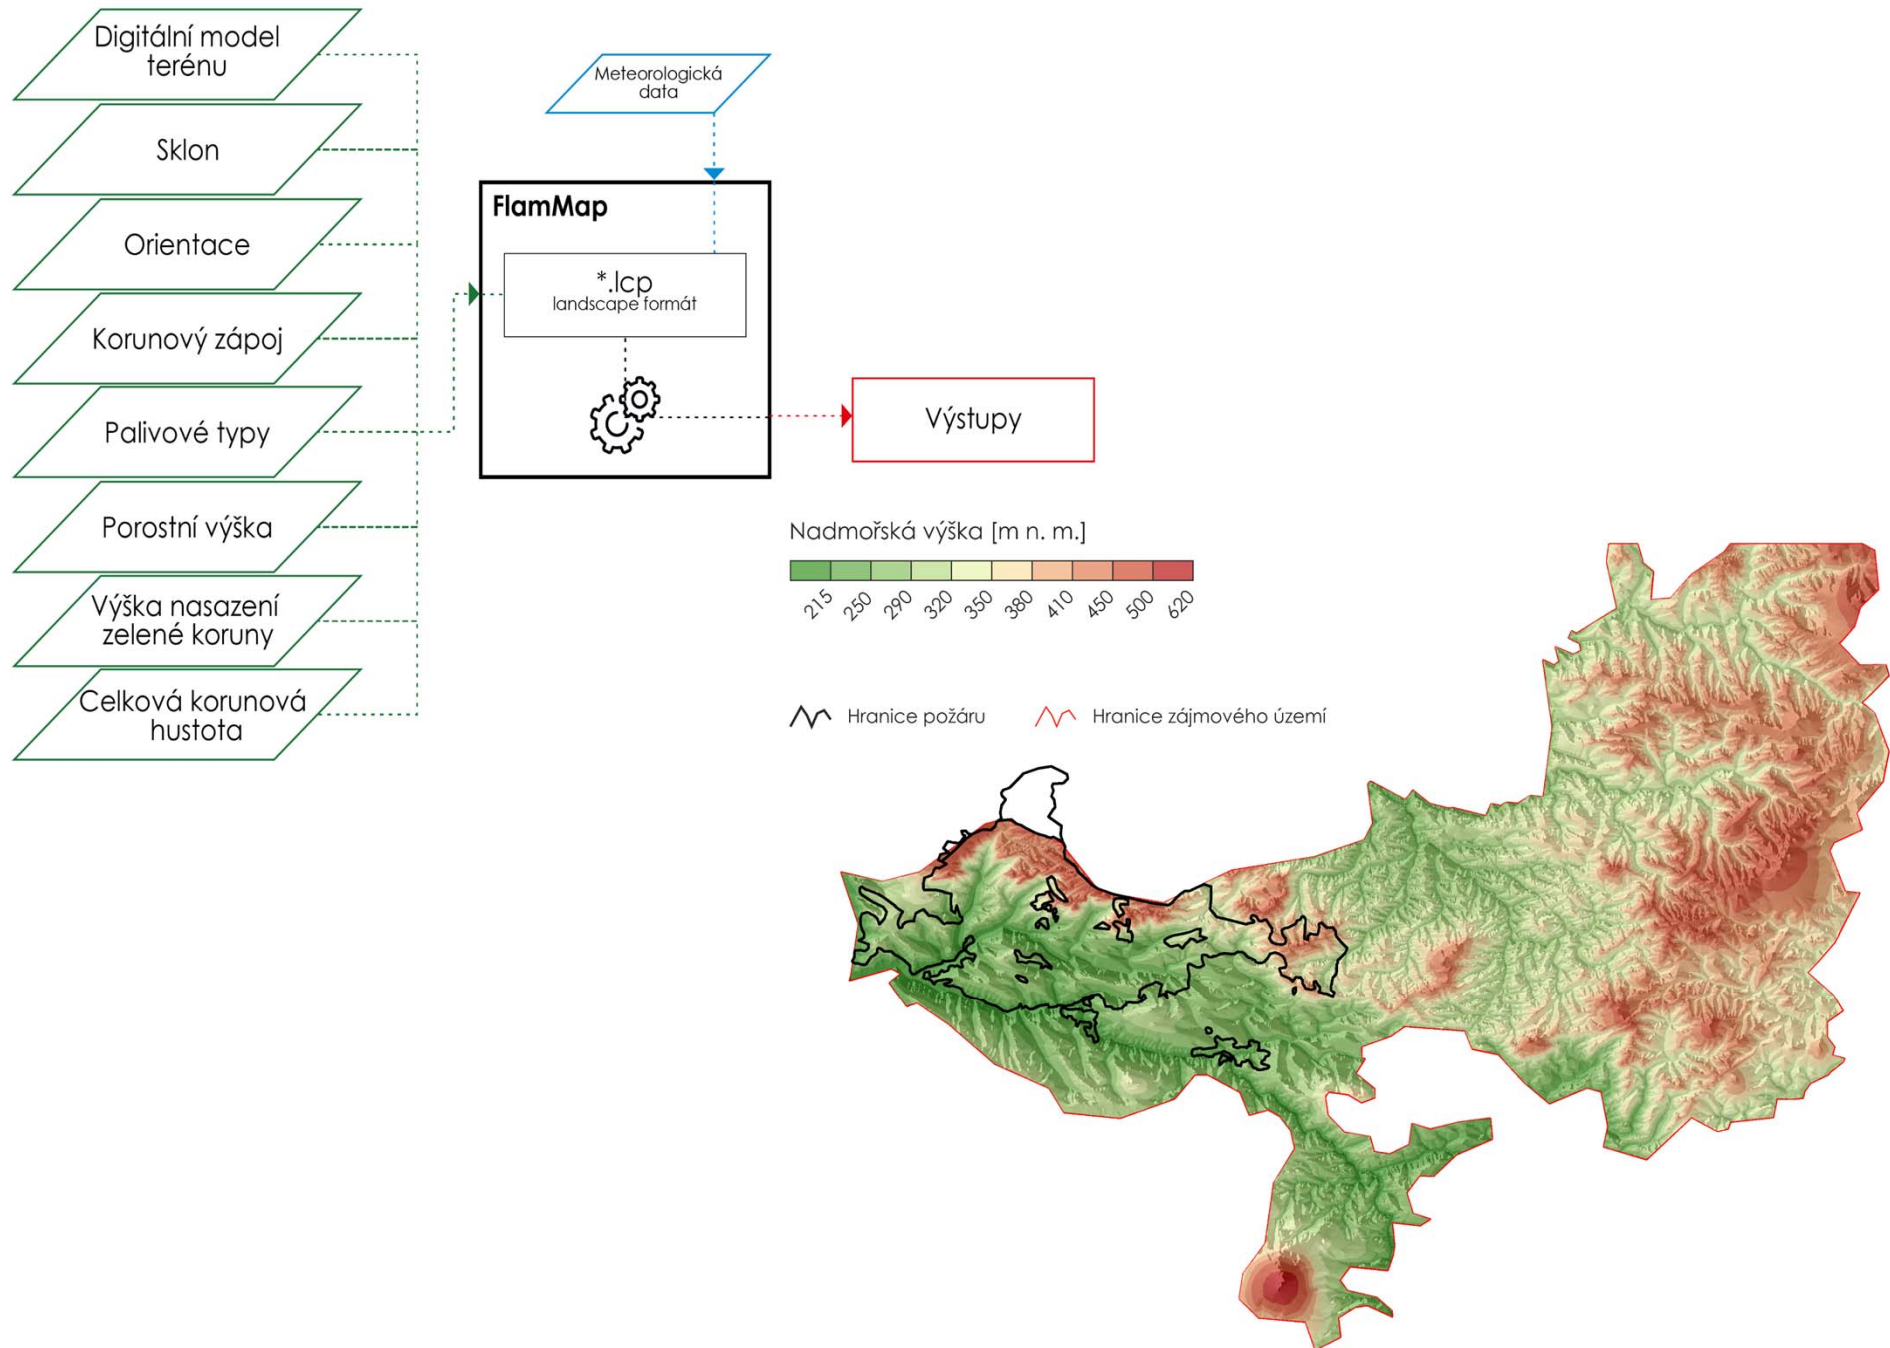 Digitální model
terénu
Sklon
Orientace
Korunový zápoj
Palivové typy
Porostní výška
Výška nasazení
zelené koruny
Celková korunová
hustota
Meteorologická
data
FlamMap
*.lcp
landscape formát
Výstupy
Nadmořská výška [m n. m.]
215 250 290 320 350 380 410 450 500 620
Hranice požáru
Hranice zájmového území